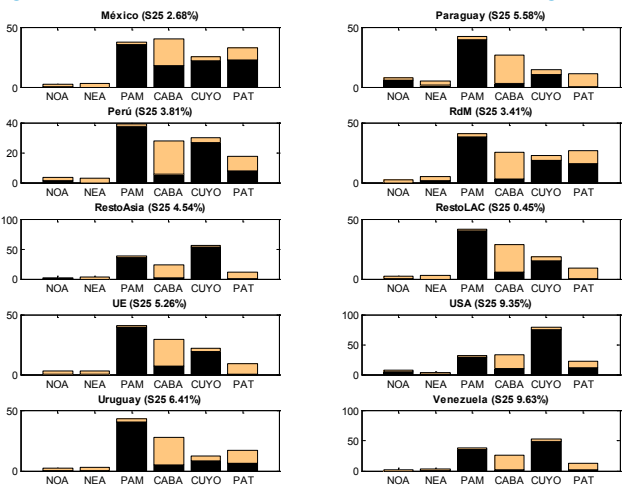 México (S25 2.68%)
50
0
NOA NEA PAM CABA CUYO PAT
Paraguay (S25 5.58%)
50
0
NOA NEA PAM CABA CUYO PAT
Perú (S25 3.81%)
40
20
0
NOA NEA PAM CABA CUYO PAT
RdM (S25 3.41%)
50
0
NOA NEA PAM CABA CUYO PAT
RestoAsia (S25 4.54%)
100
50
0
NOA NEA PAM CABA CUYO PAT
RestoLAC (S25 0.45%)
50
0
NOA NEA PAM CABA CUYO PAT
UE (S25 5.26%)
50
0
NOA NEA PAM CABA CUYO PAT
USA (S25 9.35%)
100
50
0
NOA NEA PAM CABA CUYO PAT
Uruguay (S25 6.41%)
50
0
NOA NEA PAM CABA CUYO PAT
Venezuela (S25 9.63%)
100
50
0
NOA NEA PAM CABA CUYO PAT